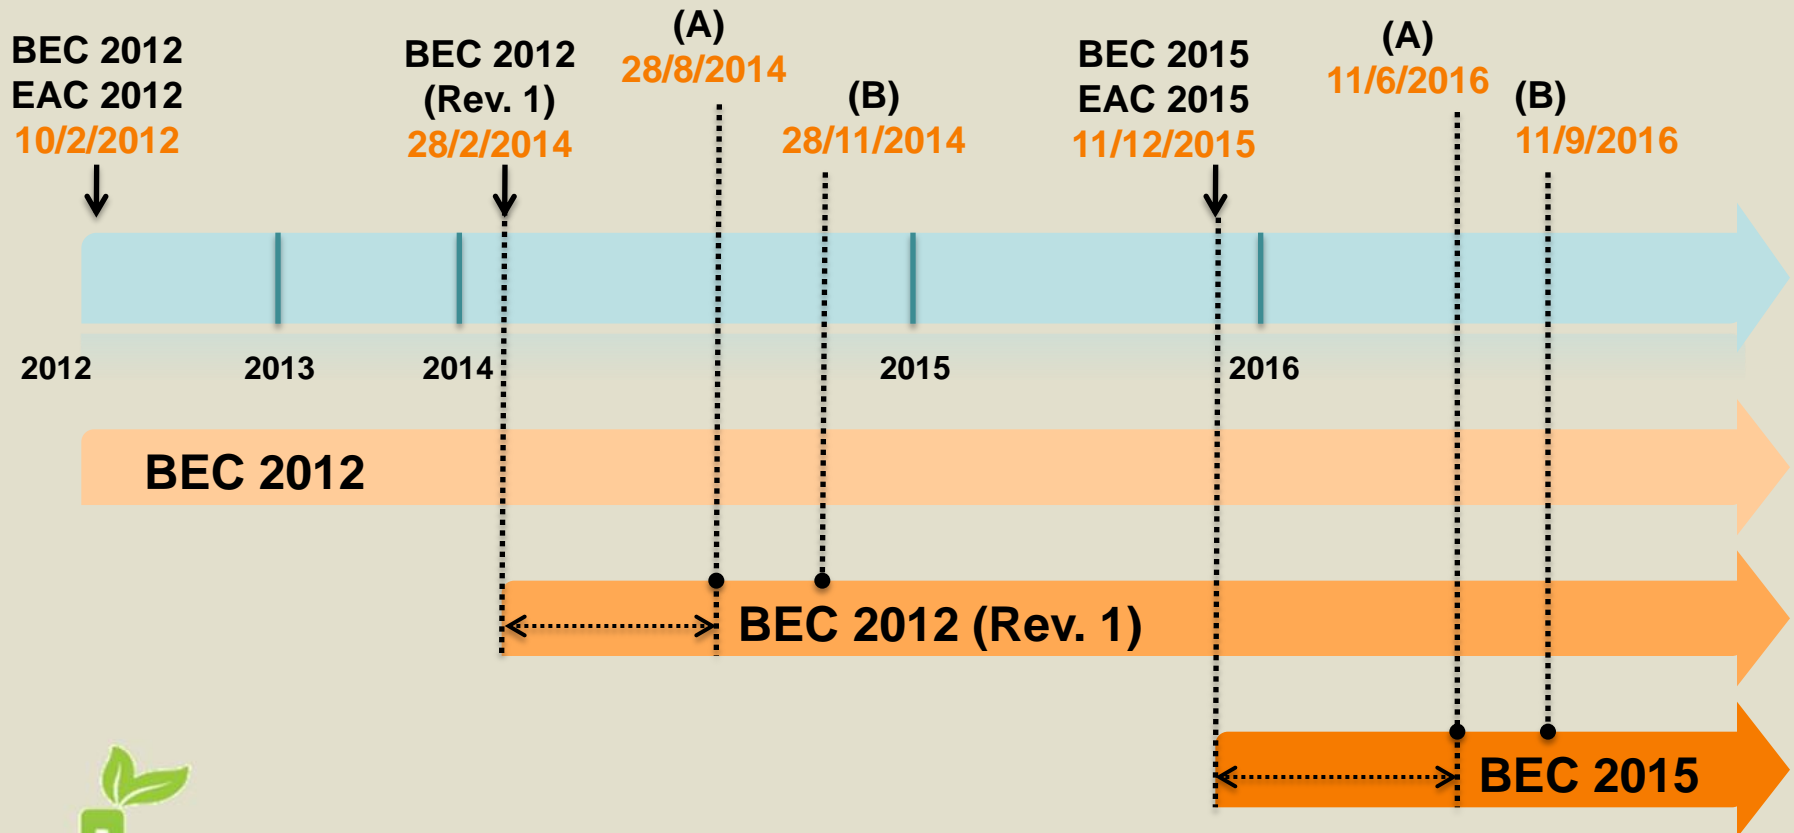 BEC 2012
EAC 2012
10/2/2012
BEC 2012
(Rev. 1)
28/2/2014
(A)
28/8/2014
(B)
28/11/2014
BEC 2015
EAC 2015
11/12/2015
(A)
11/6/2016
(B)
11/9/2016
2012
2013
2014
2015
2016
BEC 2012
BEC 2012 (Rev. 1)
BEC 2015